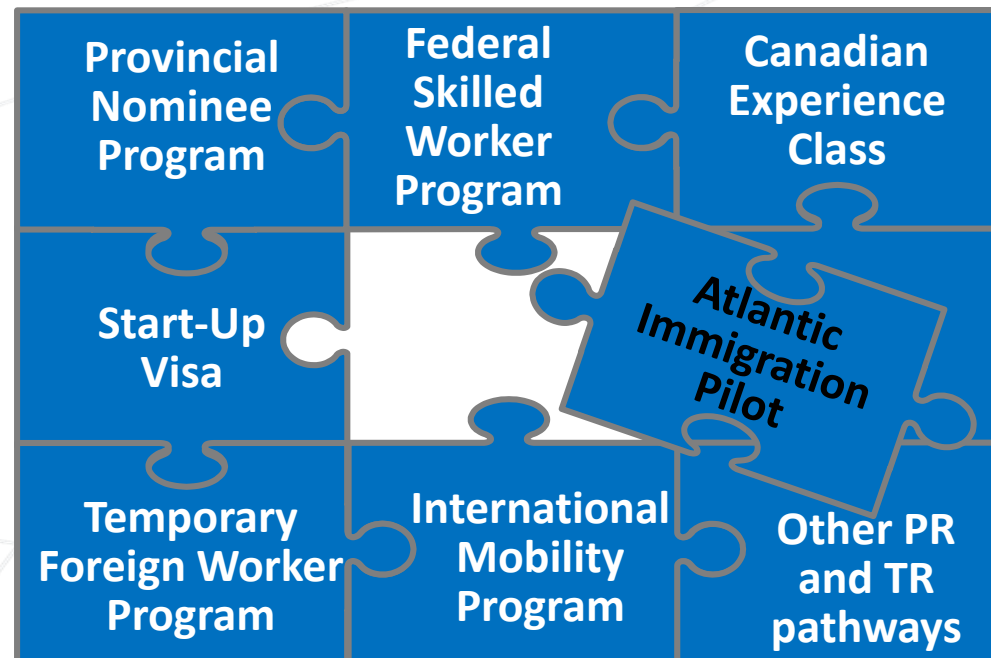 Provincial
Nominee
Program
Federal
Skilled
Worker
Program
Canadian
Experience
Class
Start-Up
Visa
Atlantic
Immigration
Pilot
Temporary
Foreign Worker
Program
International
Mobility
Program
Other PR
and TR
pathways